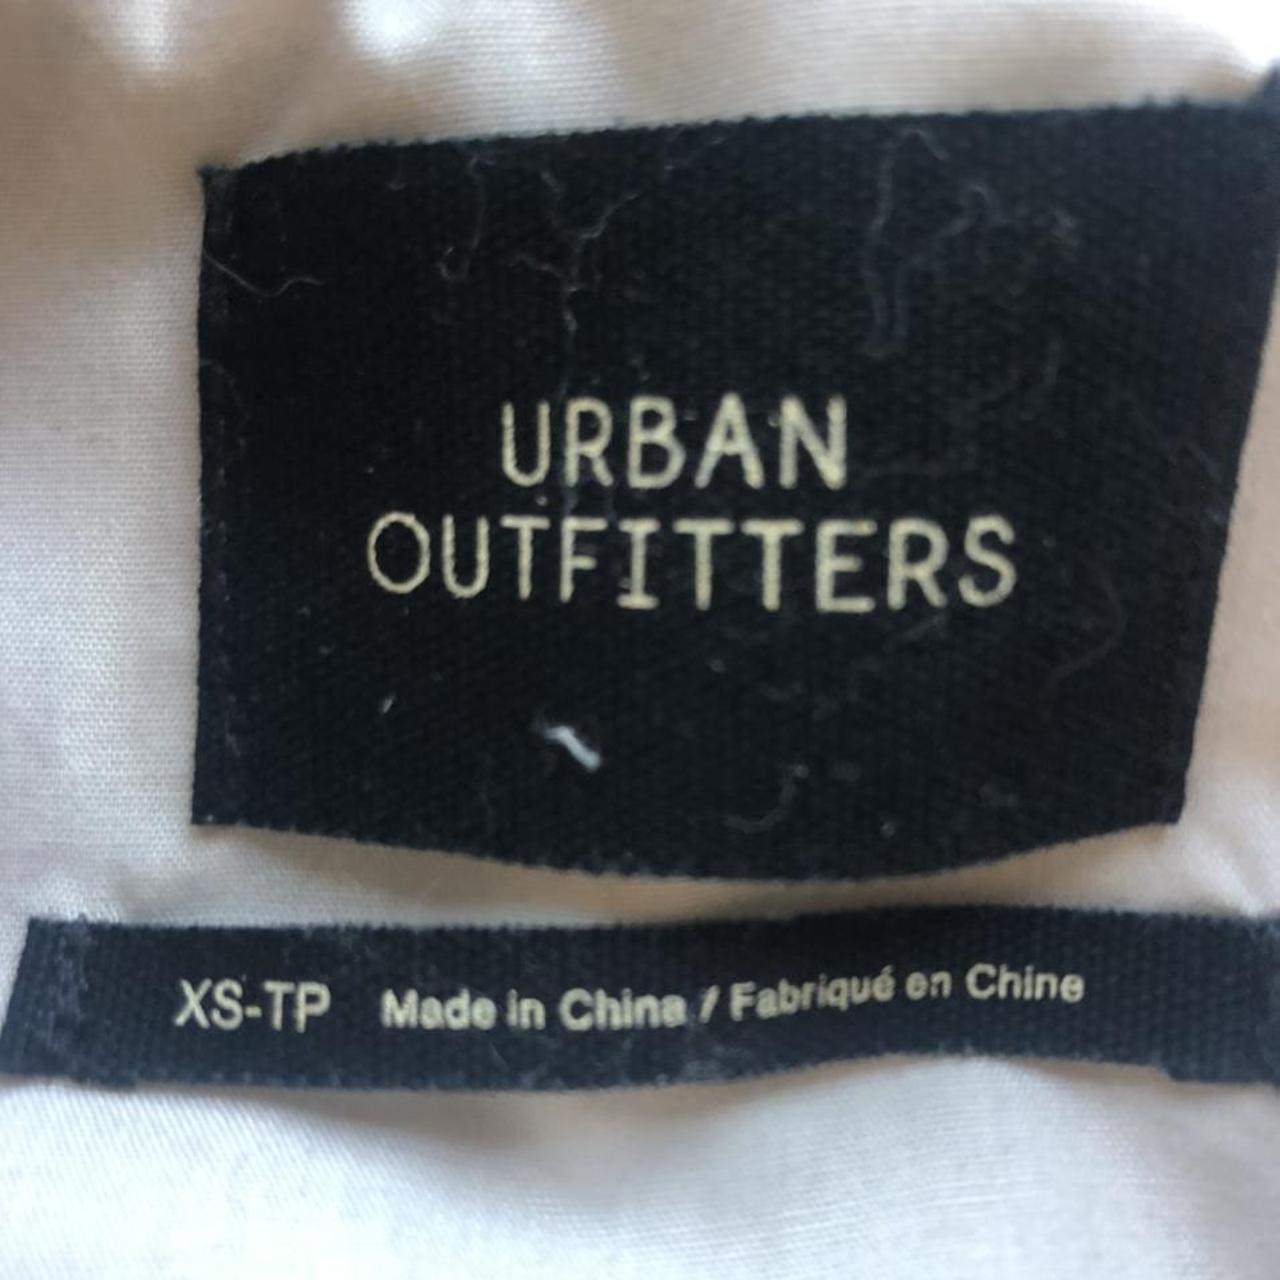 URBAN
OUTFITTERS
XS-TP Made in China / Fabriqué en Chine